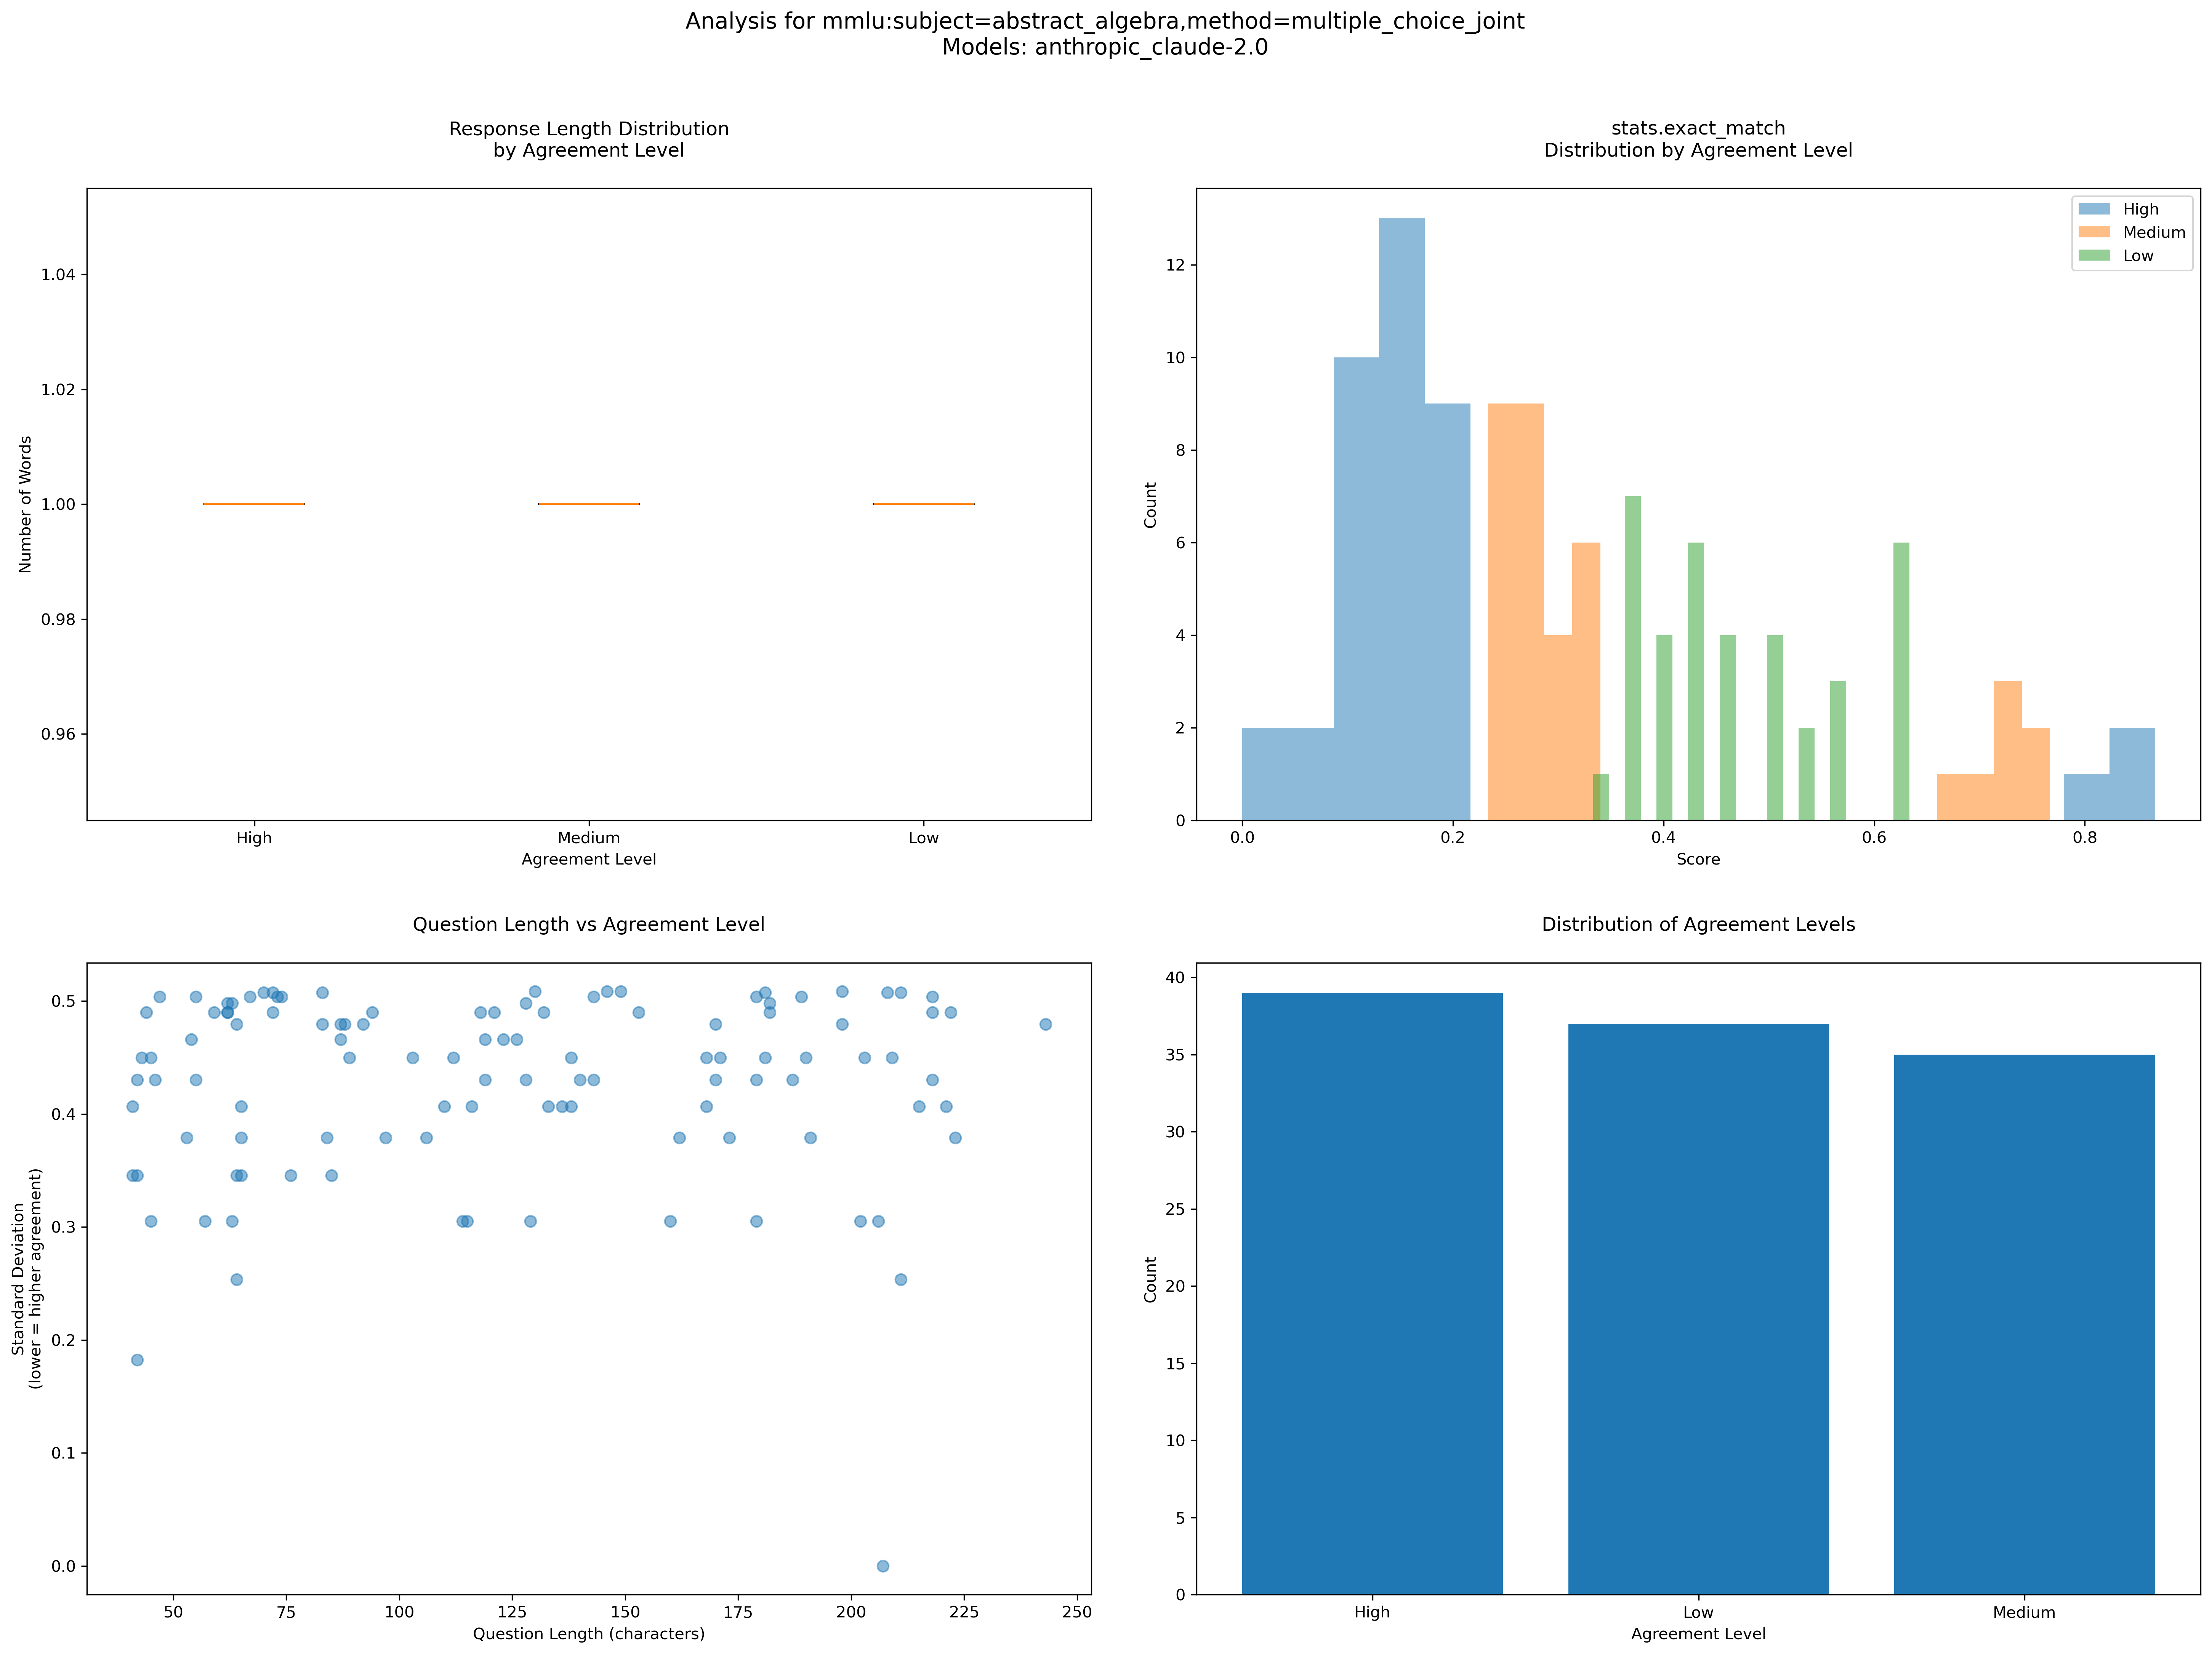 Analysis for mmlu:subject=abstract_algebra,method=multiple_choice_joint
Models: anthropic_claude-2.0
Response Length Distribution
by Agreement Level
Number of Words
1.04
1.02
1.00
0.98
0.96
High
Medium
Low
Agreement Level
stats.exact_match
Distribution by Agreement Level
High
Medium
Low
Count
12
10
8
6
4
2
0
0.0
0.2
0.4
0.6
0.8
Score
Question Length vs Agreement Level
Standard Deviation
(lower = higher agreement)
0.5
0.4
0.3
0.2
0.1
0.0
50
75
100
125
150
175
200
225
250
Question Length (characters)
Distribution of Agreement Levels
Count
40
35
30
25
20
15
10
5
0
High
Low
Medium
Agreement Level